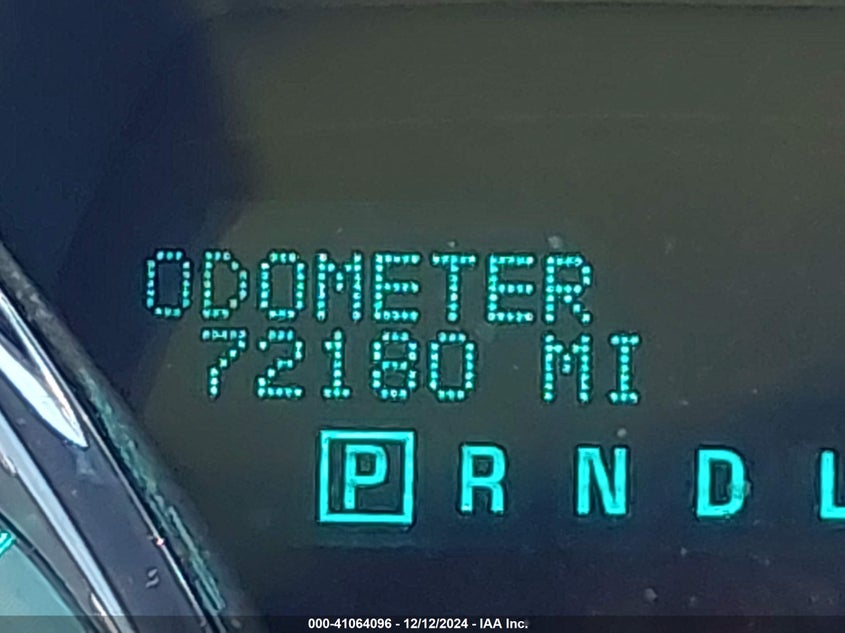 ODOMETER
72180 MI
P R N D L
000-41064096 - 12/12/2024 - IAA Inc.